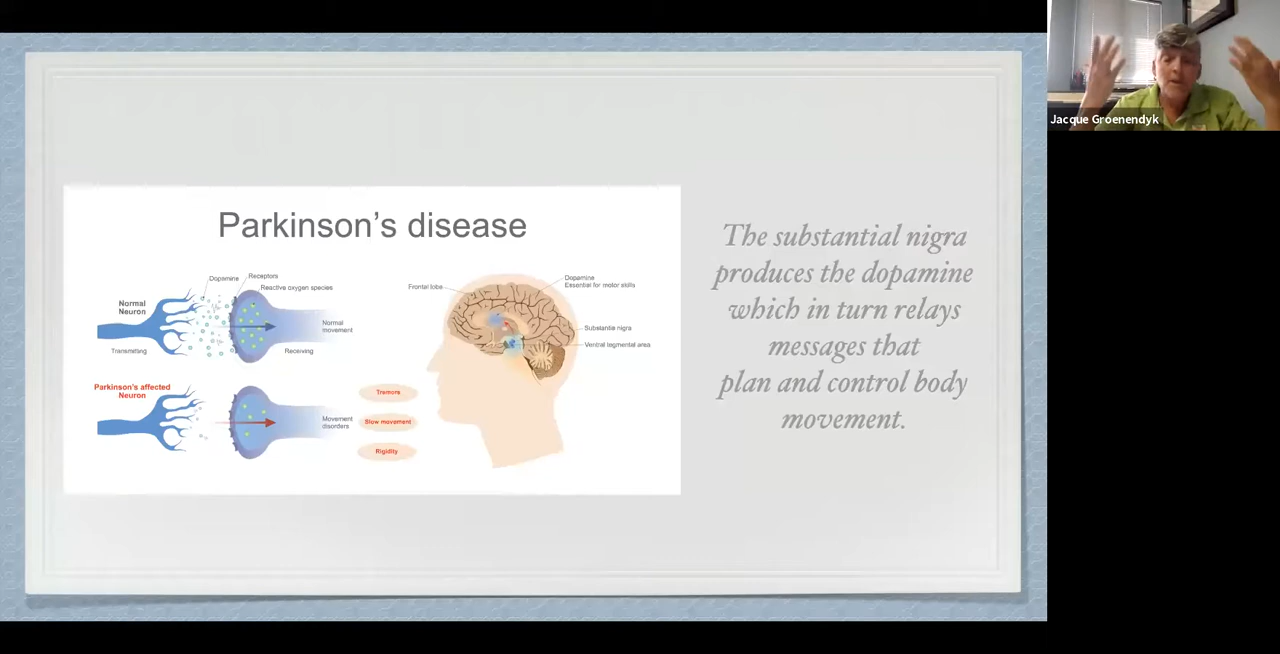 Jacque Groenendyk
Parkinson's disease
Dopamine
Receptors
Reactive oxygen species
Normal
Neuron
Transmitting
Normal
movement
Receiving
Parkinson's affected
Neuron
Movement
disorders
Tremors
Slow movement
Rigidity
Frontal lobe
Dopamine
Essential for motor skills
Substantie nigra
Ventral tegmental area
The substantial nigra
produces the dopamine
which in turn relays
messages that
plan and control body
movement.